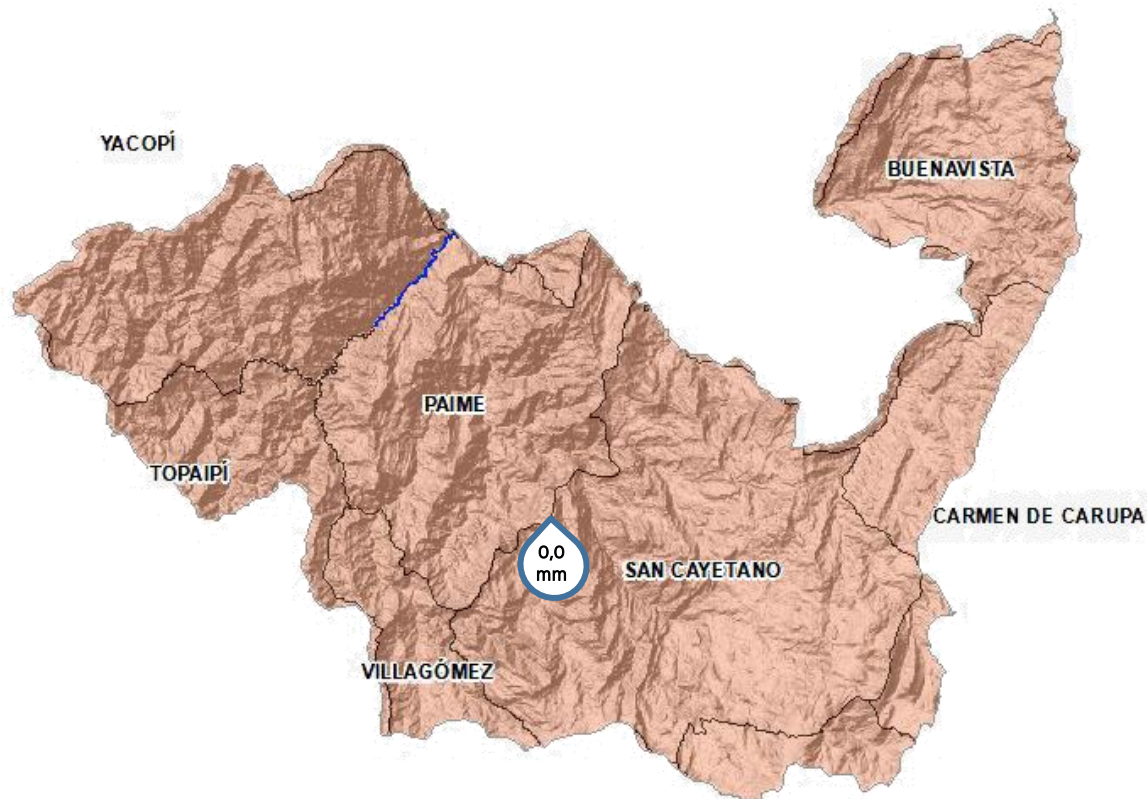 YACOPÍ
BUENAVISTA
PAIME
TOPAIPÍ
CARMEN DE CARUPA
0,0
mm
SAN CAYETANO
VILLAGÓMEZ